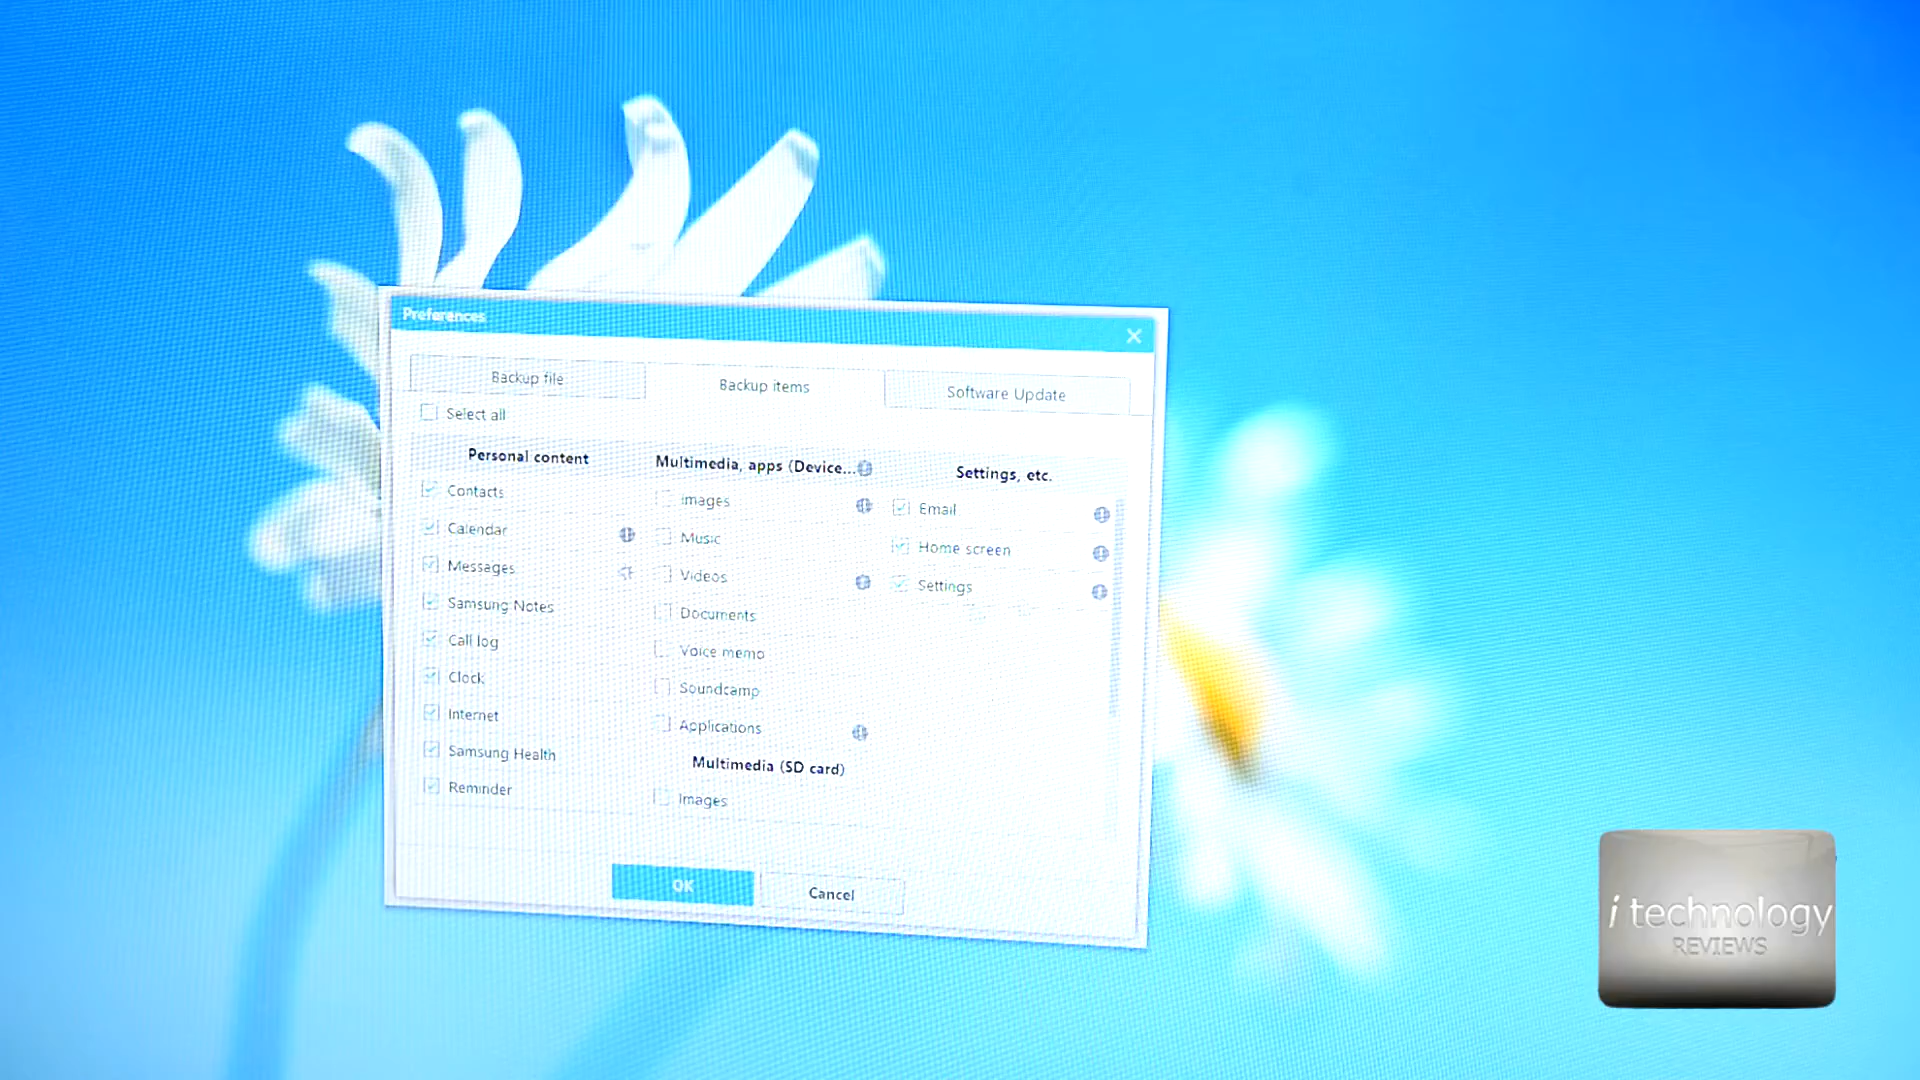 Preferences
Backup file
Backup items
Software Update
Select all
Personal content
Contacts
Calendar
Messages
Samsung Notes
Call log
Clock
Internet
Samsung Health
Reminder
Multimedia, apps (Device...
Images
Music
Videos
Documents
Voice memo
Soundcamp
Applications
Multimedia (SD card)
Images
Settings, etc.
Email
Home screen
Settings
OK
Cancel
i technology
REVIEWS